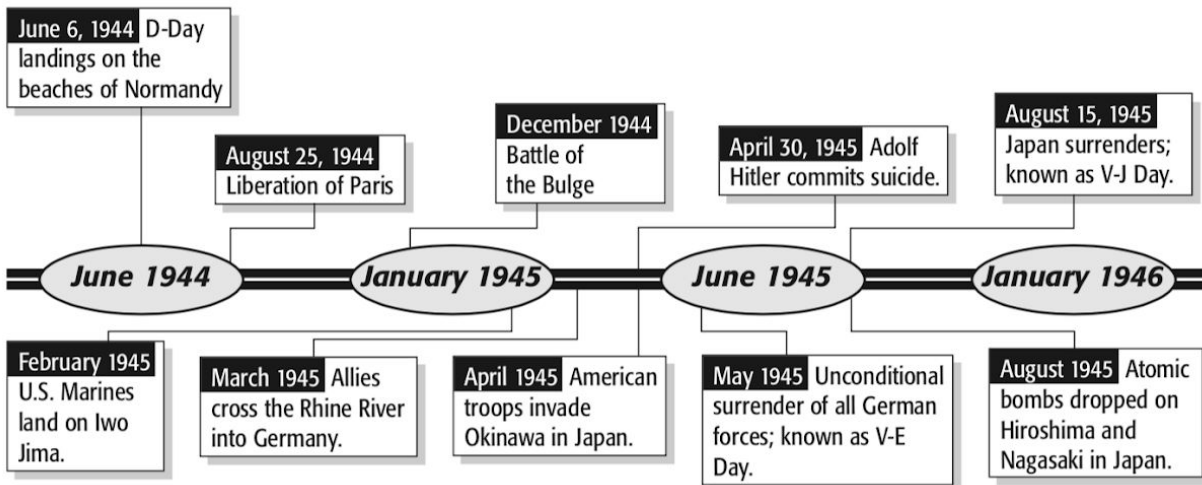 June 6, 1944 D-Day
landings on the
beaches of Normandy
August 25, 1944
Liberation of Paris
December 1944
Battle of
the Bulge
April 30, 1945 Adolf
Hitler commits suicide.
August 15, 1945
Japan surrenders;
known as V-J Day.
June 1944
January 1945
June 1945
January 1946
February 1945
U.S. Marines
land on Iwo
Jima.
March 1945 Allies
cross the Rhine River
into Germany.
April 1945 American
troops invade
Okinawa in Japan.
May 1945 Unconditional
surrender of all German
forces; known as V-E
Day.
August 1945 Atomic
bombs dropped on
Hiroshima and
Nagasaki in Japan.